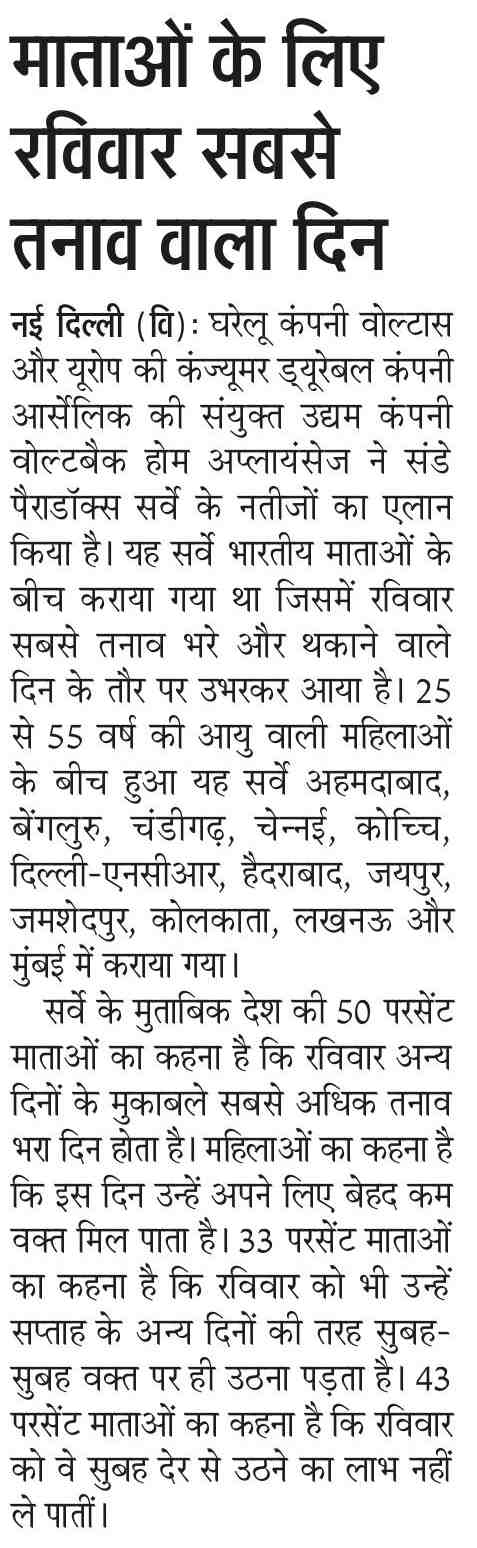 माताओं के लिए
रविवार सबसे
तनाव वाला दिन
नई दिल्ली (वि): घरेलू कंपनी वोल्टास
और यूरोप की कंज्यूमर ड्यूरेबल कंपनी
आर्सेलिक की संयुक्त उद्यम कंपनी
वोल्टबैक होम अप्लायंसेज ने संडे
पैराडॉक्स सर्वे के नतीजों का एलान
किया है। यह सर्वे भारतीय माताओं के
बीच कराया गया था जिसमें रविवार
सबसे तनाव भरे और थकाने वाले
दिन के तौर पर उभरकर आया है। 25
से 55 वर्ष की आयु वाली महिलाओं
के बीच हुआ यह सर्वे अहमदाबाद,
बेंगलुरु, चंडीगढ़, चेन्नई, कोच्चि,
दिल्ली-एनसीआर, हैदराबाद, जयपुर,
जमशेदपुर, कोलकाता, लखनऊ और
मुंबई में कराया गया।
सर्वे के मुताबिक देश की 50 परसेंट
माताओं का कहना है कि रविवार अन्य
दिनों के मुकाबले सबसे अधिक तनाव
भरा दिन होता है। महिलाओं का कहना है
कि इस दिन उन्हें अपने लिए बेहद कम
वक्त मिल पाता है। 33 परसेंट माताओं
का कहना है कि रविवार को भी उन्हें
सप्ताह के अन्य दिनों की तरह सुबह-
सुबह वक्त पर ही उठना पड़ता है। 43
परसेंट माताओं का कहना है कि रविवार
को वे सुबह देर से उठने का लाभ नहीं
ले पातीं।